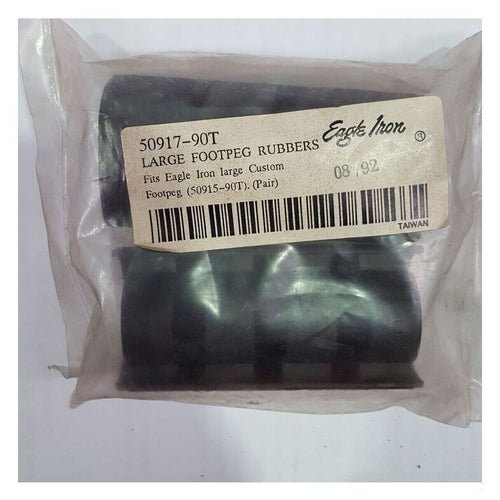 50917-90T
LARGE FOOTPEG RUBBERS Eagle Iron ®
Fits Eagle Iron large Custom
Footpeg (50915-90T). (Pair)
08 92
TAIWAN